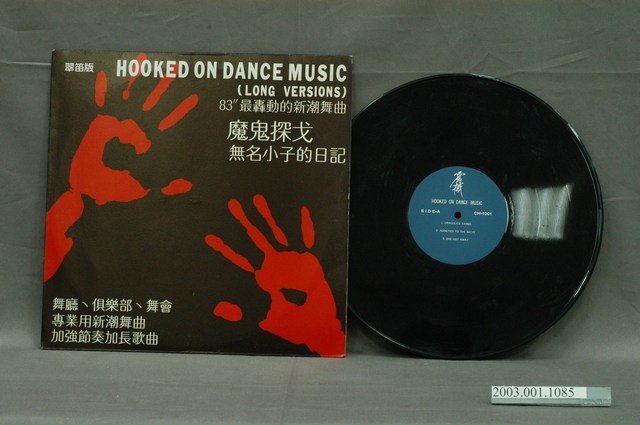 翠笛版
HOOKED ON DANCE MUSIC
(LONG VERSIONS)
83"最轟動的新潮舞曲
魔鬼探戈
無名小子的日記
舞廳、俱樂部、舞會
專業用新潮舞曲
加強節奏加長歌曲
HOOKED ON DANCE MUSIC
SIDE-A
CH-1001
2003.001.1085